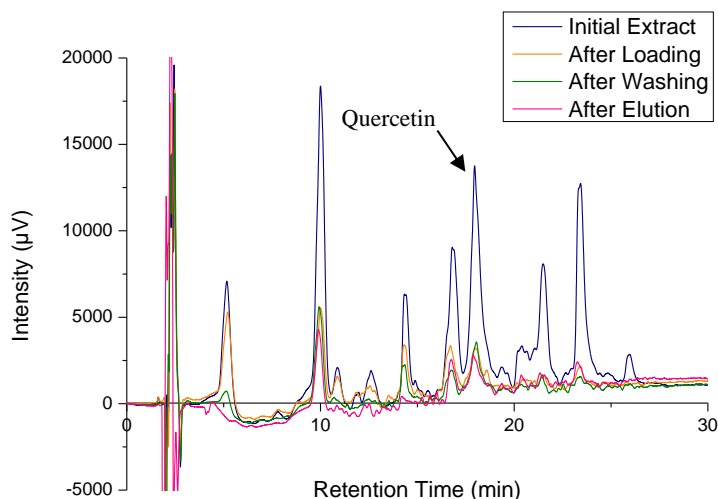 Initial Extract
After Loading
After Washing
After Elution
Quercetin
20000
15000
10000
5000
0
-5000
Intensity (µV)
0
10
20
30
Retention Time (min)